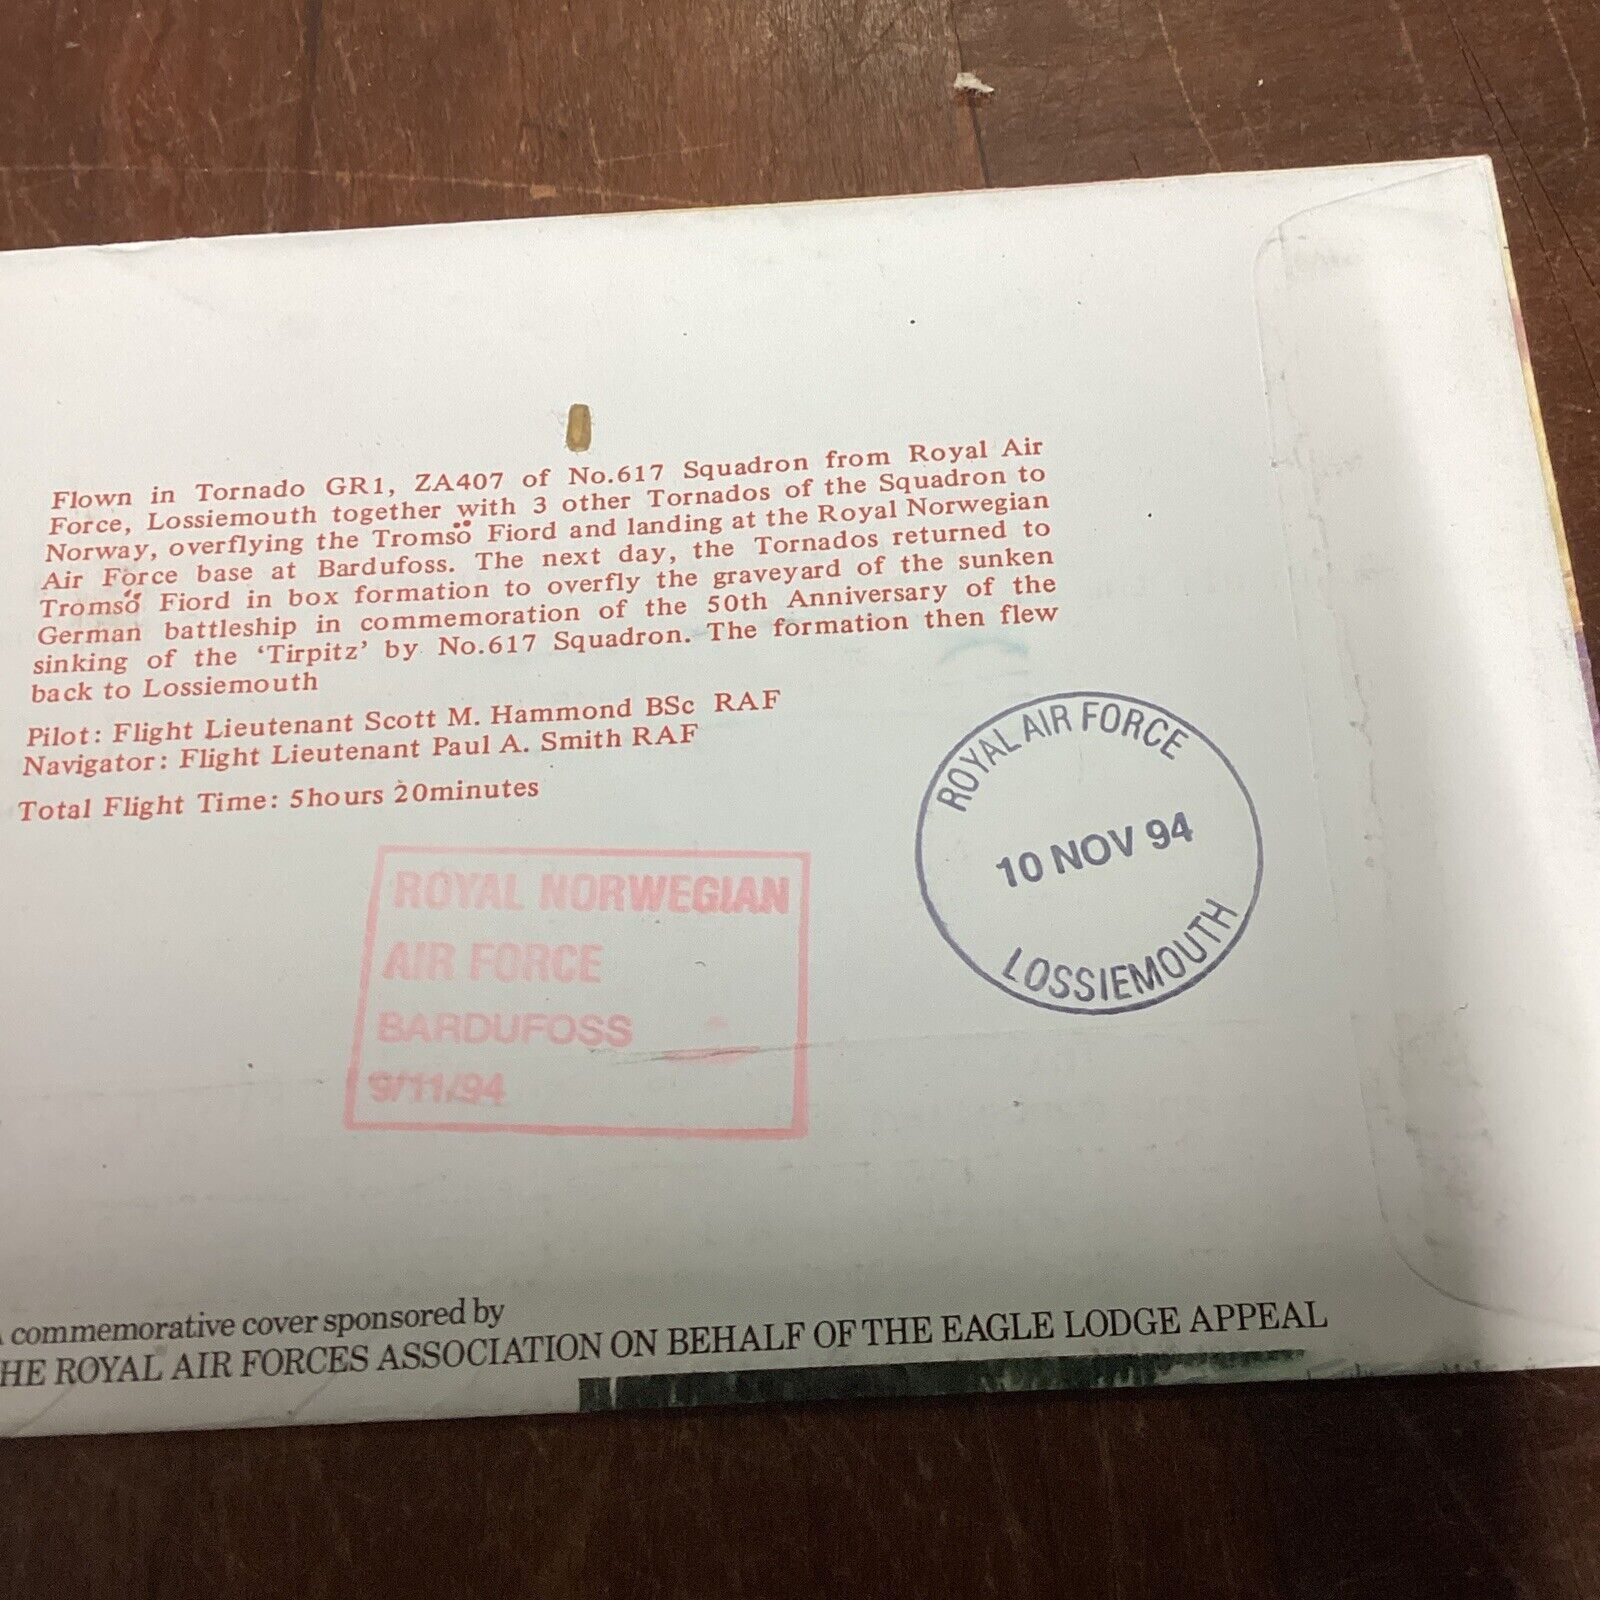 Flown in Tornado GR1, ZA407 of No.617 Squadron from Royal Air
Force, Lossiemouth together with 3 other Tornados of the Squadron to
Norway, overflying the Tromsö Fiord and landing at the Royal Norwegian
Air Force base at Bardufoss. The next day, the Tornados returned to
Tromsö Fiord in box formation to overfly the graveyard of the sunken
German battleship in commemoration of the 50th Anniversary of the
sinking of the ‘Tirpitz’ by No.617 Squadron. The formation then flew
back to Lossiemouth
Pilot: Flight Lieutenant Scott M. Hammond BSc RAF
Navigator: Flight Lieutenant Paul A. Smith RAF
Total Flight Time: 5hours 20minutes
ROYAL NORWEGIAN
AIR FORCE
BARDUFOSS
9/11/94
ROYAL AIR FORCE
10 NOV 94
LOSSIEMOUTH
commemorative cover sponsored by
HE ROYAL AIR FORCES ASSOCIATION ON BEHALF OF THE EAGLE LODGE APPEAL